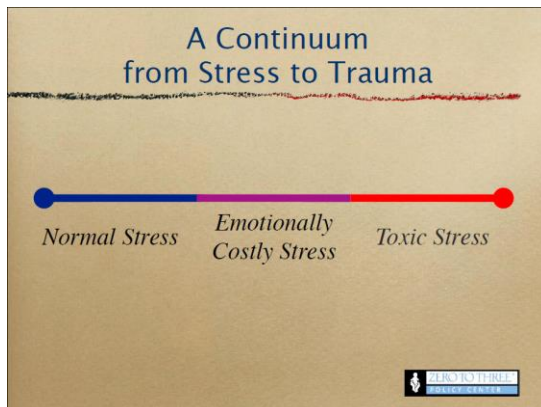 A Continuum
from Stress to Trauma
Normal Stress
Emotionally
Costly Stress
Toxic Stress
ZERO TO THREE
POLICY CENTER